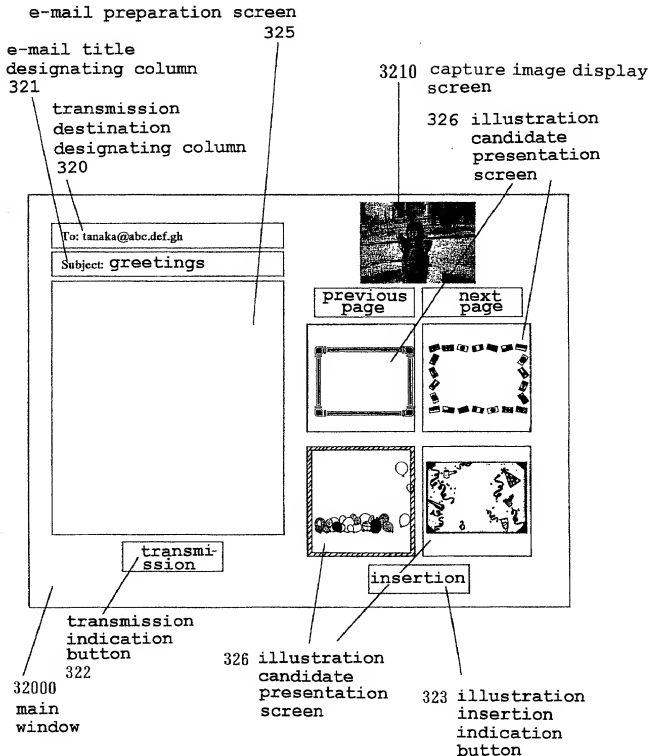 e-mail preparation screen
325
e-mail title
designating column
321
transmission
destination
designating column
320
3210 capture image display
screen
326 illustration
candidate
presentation
screen
To: tanaka@abc.def.gh
Subject: greetings
previous
page
next
page
transmi-
ssion
insertion
transmission
indication
button
322
32000
main
window
326 illustration
candidate
presentation
screen
323 illustration
insertion
indication
button